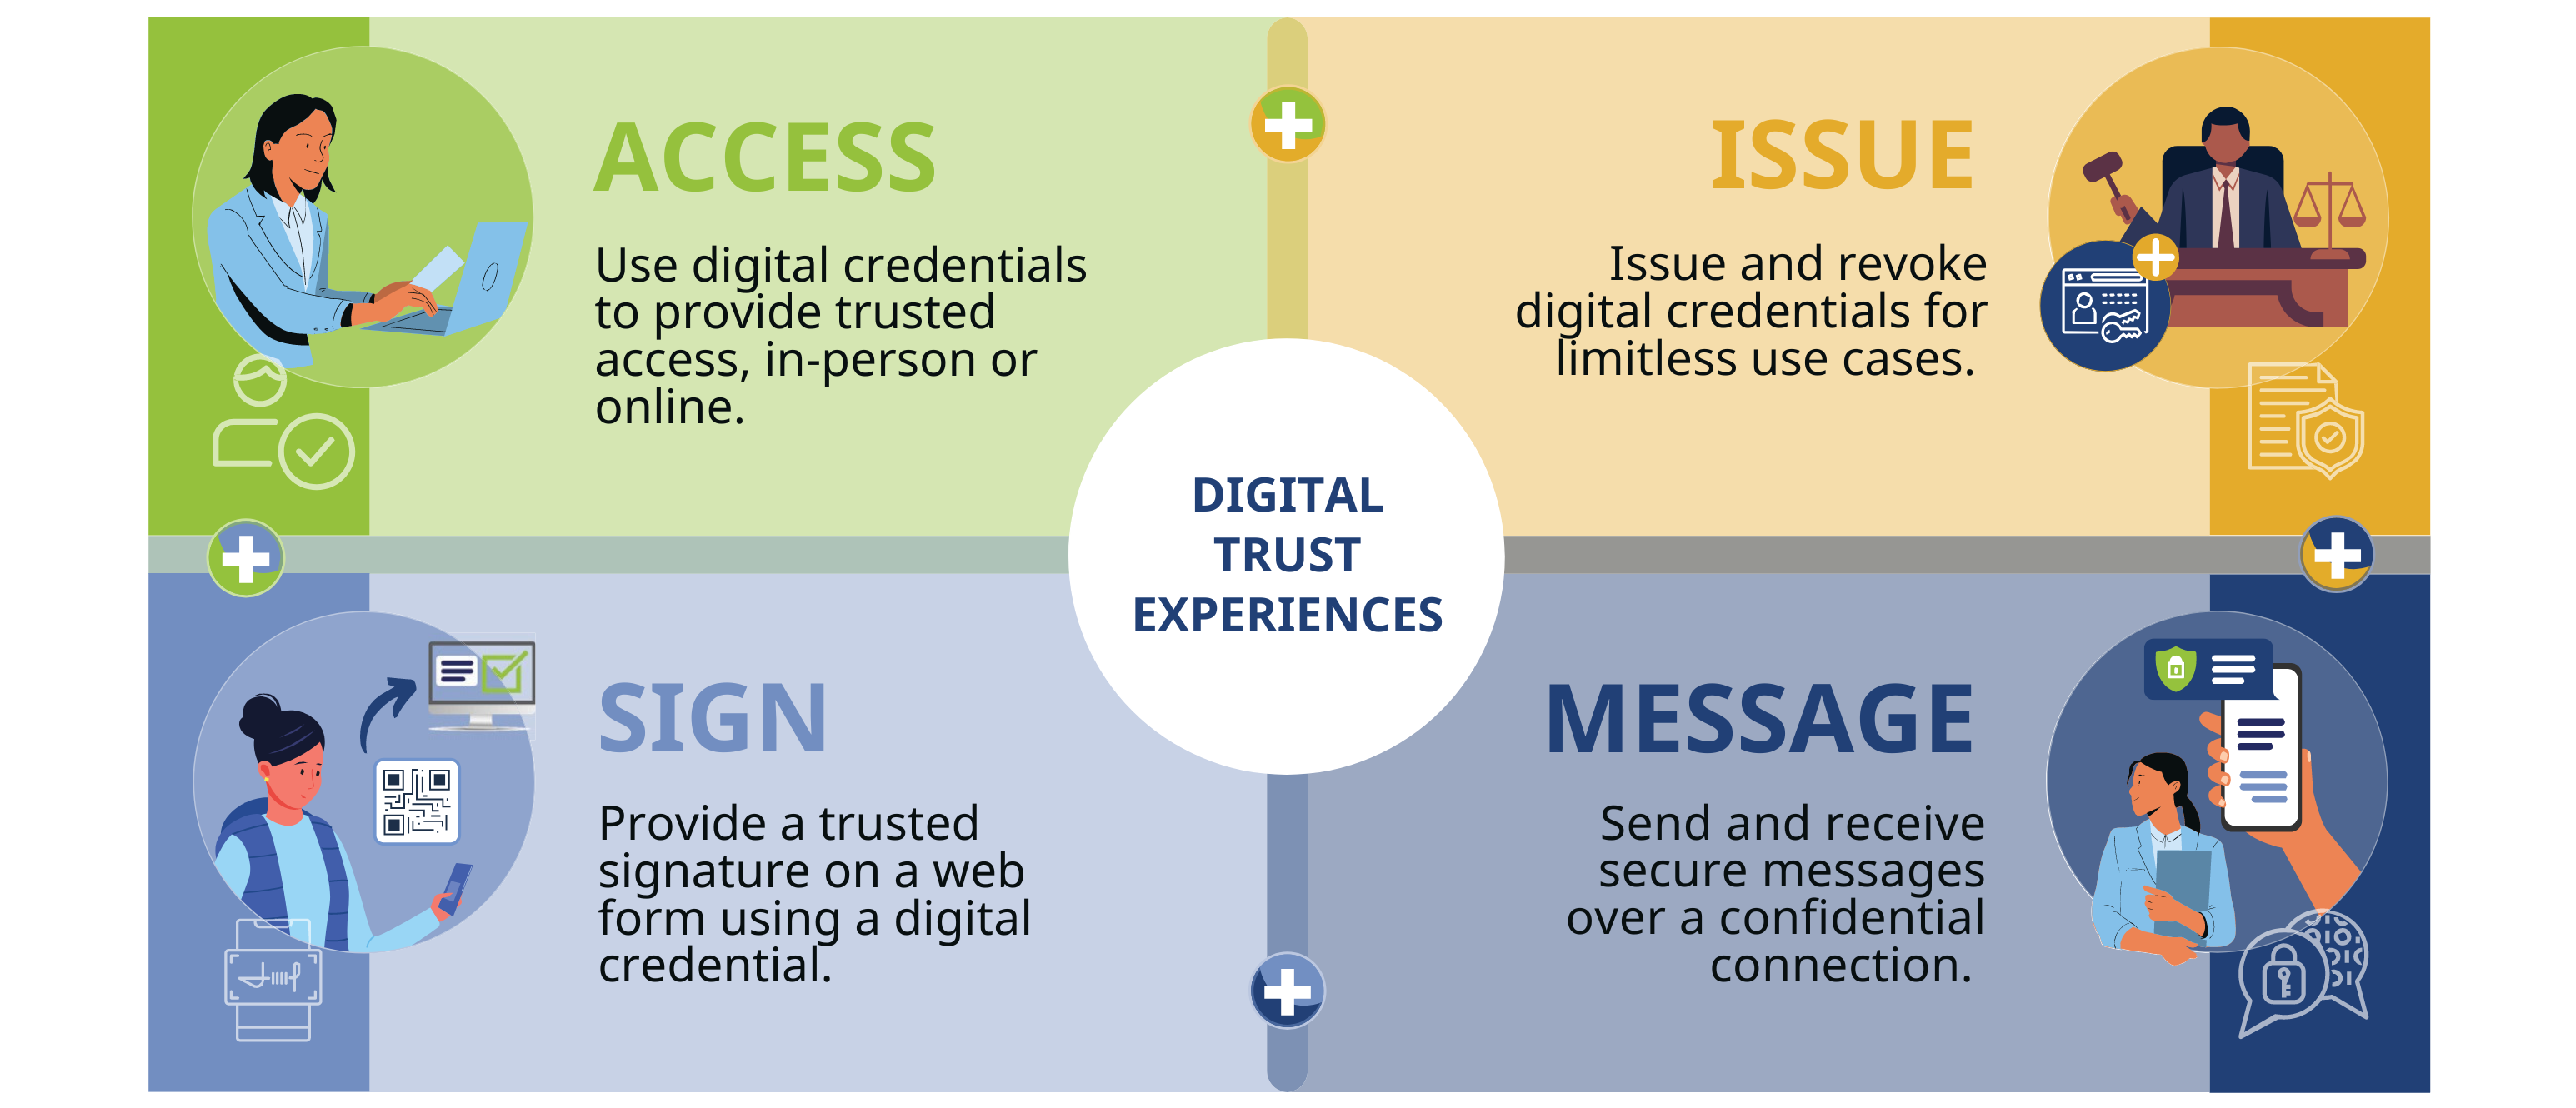 ACCESS
Use digital credentials
to provide trusted
access, in-person or
online.
ISSUE
Issue and revoke
digital credentials for
limitless use cases.
DIGITAL
TRUST
EXPERIENCES
SIGN
Provide a trusted
signature on a web
form using a digital
credential.
MESSAGE
Send and receive
secure messages
over a confidential
connection.